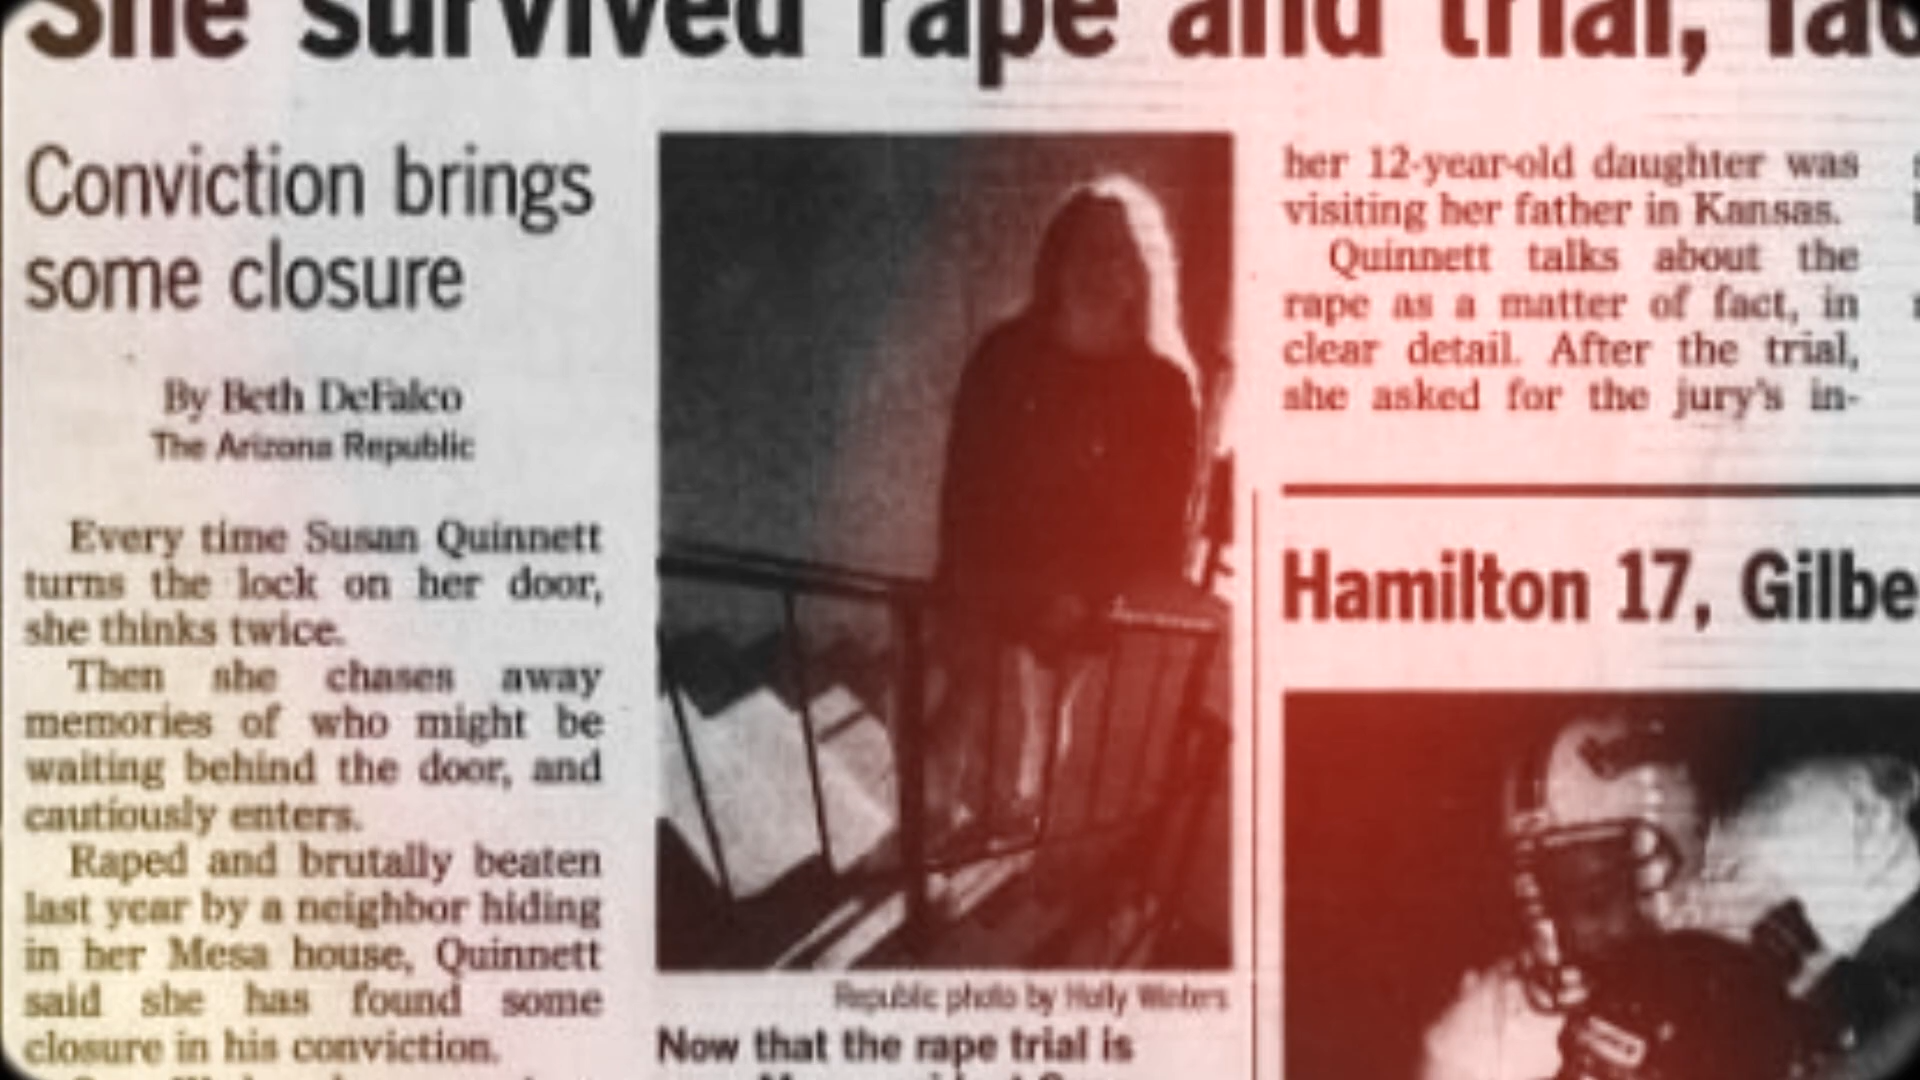 She survived rape and trial,
Conviction brings
some closure
By Beth DeFalco
The Arizona Republic
Every time Susan Quinnett
turns the lock on her door,
she thinks twice.
Then she chases away
memories of who might be
waiting behind the door, and
cautiously enters.
Raped and brutally beaten
last year by a neighbor hiding
in her Mesa house, Quinnett
said she has found some
closure in his conviction.
Republic photo by Holly Winters
Now that the rape trial is
her 12-year-old daughter was
visiting her father in Kansas.
Quinnett talks about the
rape as a matter of fact, in
clear detail. After the trial,
she asked for the jury's in-
Hamilton 17, Gilbe